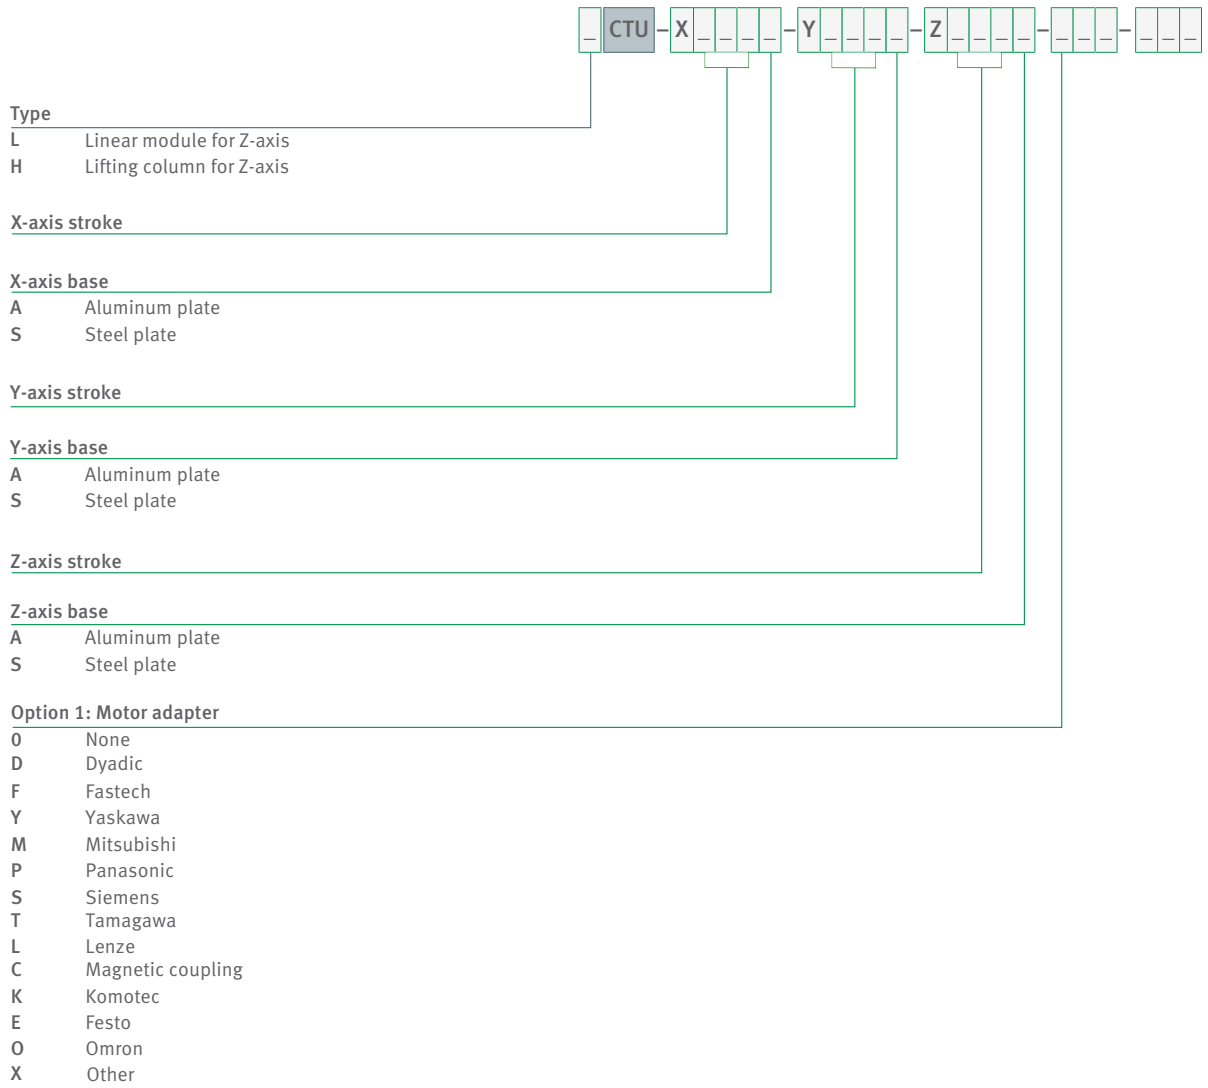 _ CTU – X _ _ _ _ – Y _ _ _ _ – Z _ _ _ _ – _ _ _ – _ _ _
Type
L Linear module for Z-axis
H Lifting column for Z-axis
X-axis stroke
X-axis base
A Aluminum plate
S Steel plate
Y-axis stroke
Y-axis base
A Aluminum plate
S Steel plate
Z-axis stroke
Z-axis base
A Aluminum plate
S Steel plate
Option 1: Motor adapter
0 None
D Dyadic
F Fastech
Y Yaskawa
M Mitsubishi
P Panasonic
S Siemens
T Tamagawa
L Lenze
C Magnetic coupling
K Komotec
E Festo
O Omron
X Other